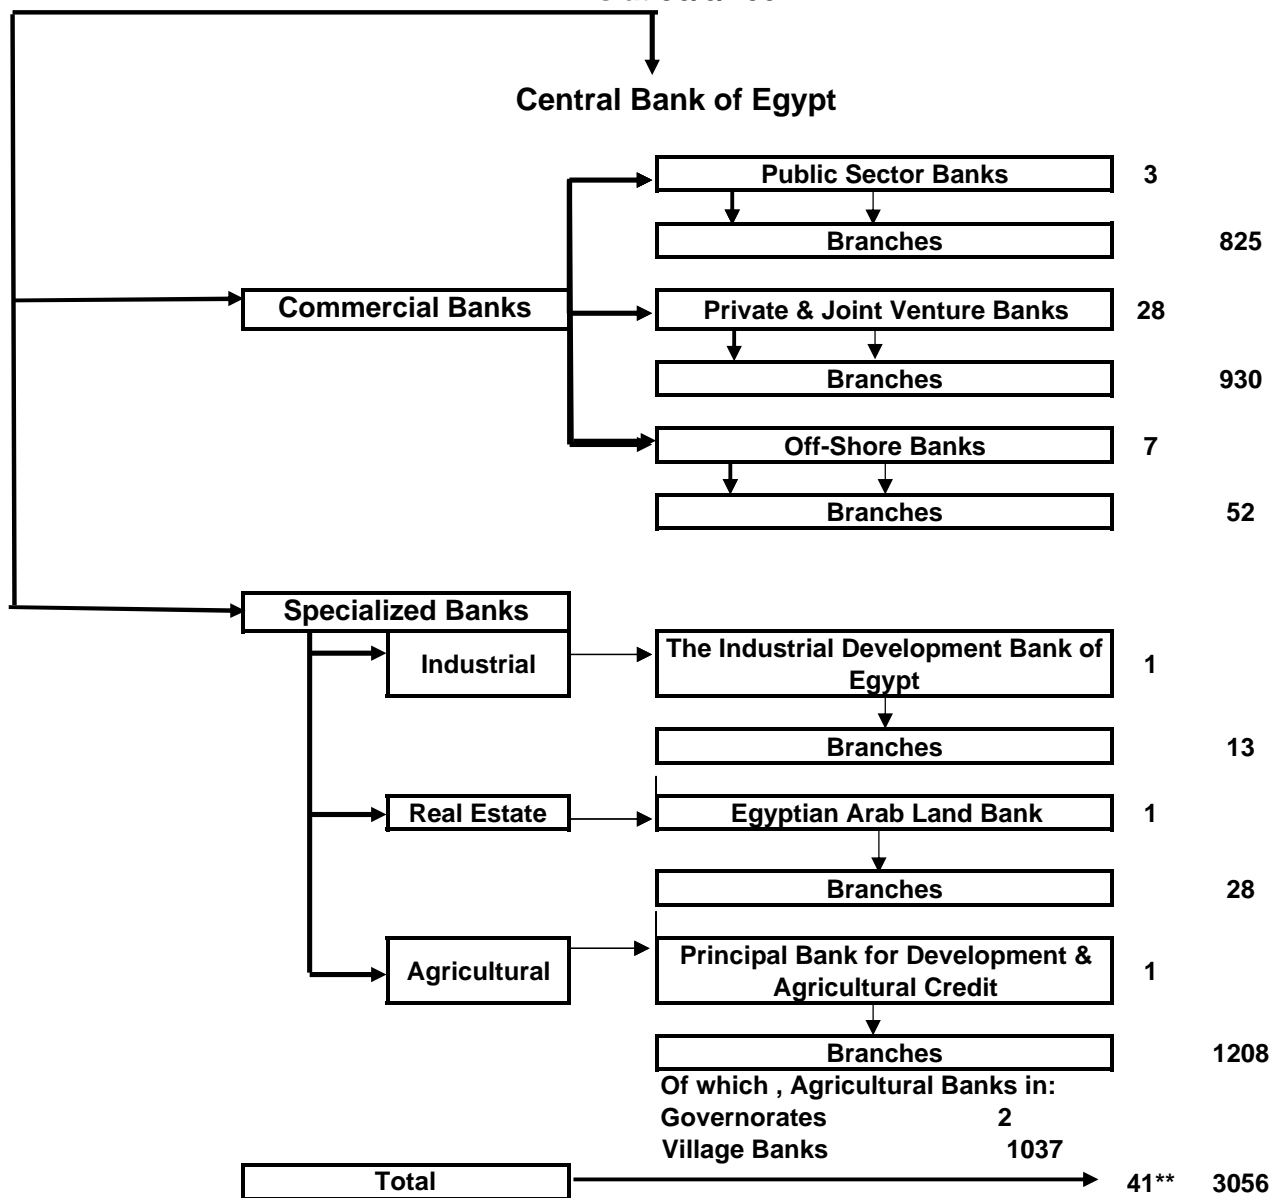 Central Bank of Egypt
Public Sector Banks 3
Branches 825
Commercial Banks
Private & Joint Venture Banks 28
Branches 930
Off-Shore Banks 7
Branches 52
Specialized Banks
Industrial
The Industrial Development Bank of
Egypt
1
Branches 13
Real Estate
Egyptian Arab Land Bank 1
Branches 28
Agricultural
Principal Bank for Development &
Agricultural Credit
1
Branches 1208
Of which , Agricultural Banks in:
Governorates 2
Village Banks 1037
Total 41** 3056